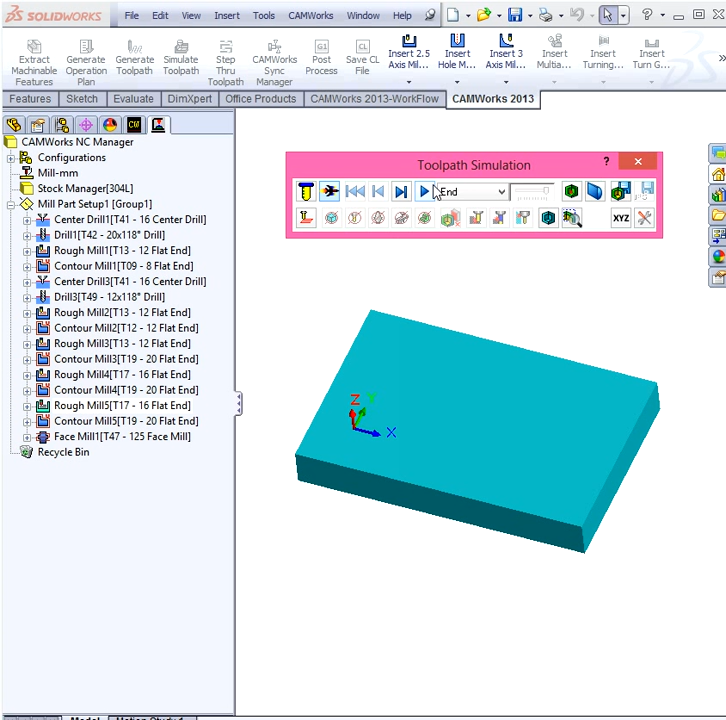 SOLIDWORKS File Edit View Insert Tools CAMWorks Window Help
Extract Machinable Features
Generate Operation Plan
Generate Toolpath
Simulate Toolpath
Step Thru Toolpath
CAMWorks Sync Manager
G1
Post Process
Save CL File
Insert 2.5 Axis Mil...
Insert Hole M...
Insert 3 Axis Mil...
Insert Multia...
Insert Turning...
Insert Turn G...
Features Sketch Evaluate DimXpert Office Products CAMWorks 2013-WorkFlow CAMWorks 2013
CW
CAMWorks NC Manager
Configurations
Mill-mm
Stock Manager[304L]
Mill Part Setup1 [Group1]
Center Drill1[T41 - 16 Center Drill]
Drill1[T42 - 20x118° Drill]
Rough Mill1[T13 - 12 Flat End]
Contour Mill1[T09 - 8 Flat End]
Center Drill3[T41 - 16 Center Drill]
Drill3[T49 - 12x118° Drill]
Rough Mill2[T13 - 12 Flat End]
Contour Mill2[T12 - 12 Flat End]
Rough Mill3[T13 - 12 Flat End]
Contour Mill3[T19 - 20 Flat End]
Rough Mill4[T17 - 16 Flat End]
Contour Mill4[T19 - 20 Flat End]
Rough Mill5[T17 - 16 Flat End]
Contour Mill5[T19 - 20 Flat End]
Face Mill1[T47 - 125 Face Mill]
Recycle Bin
Toolpath Simulation ?
End
XYZ
Z
Y
X
Model Motion Study1